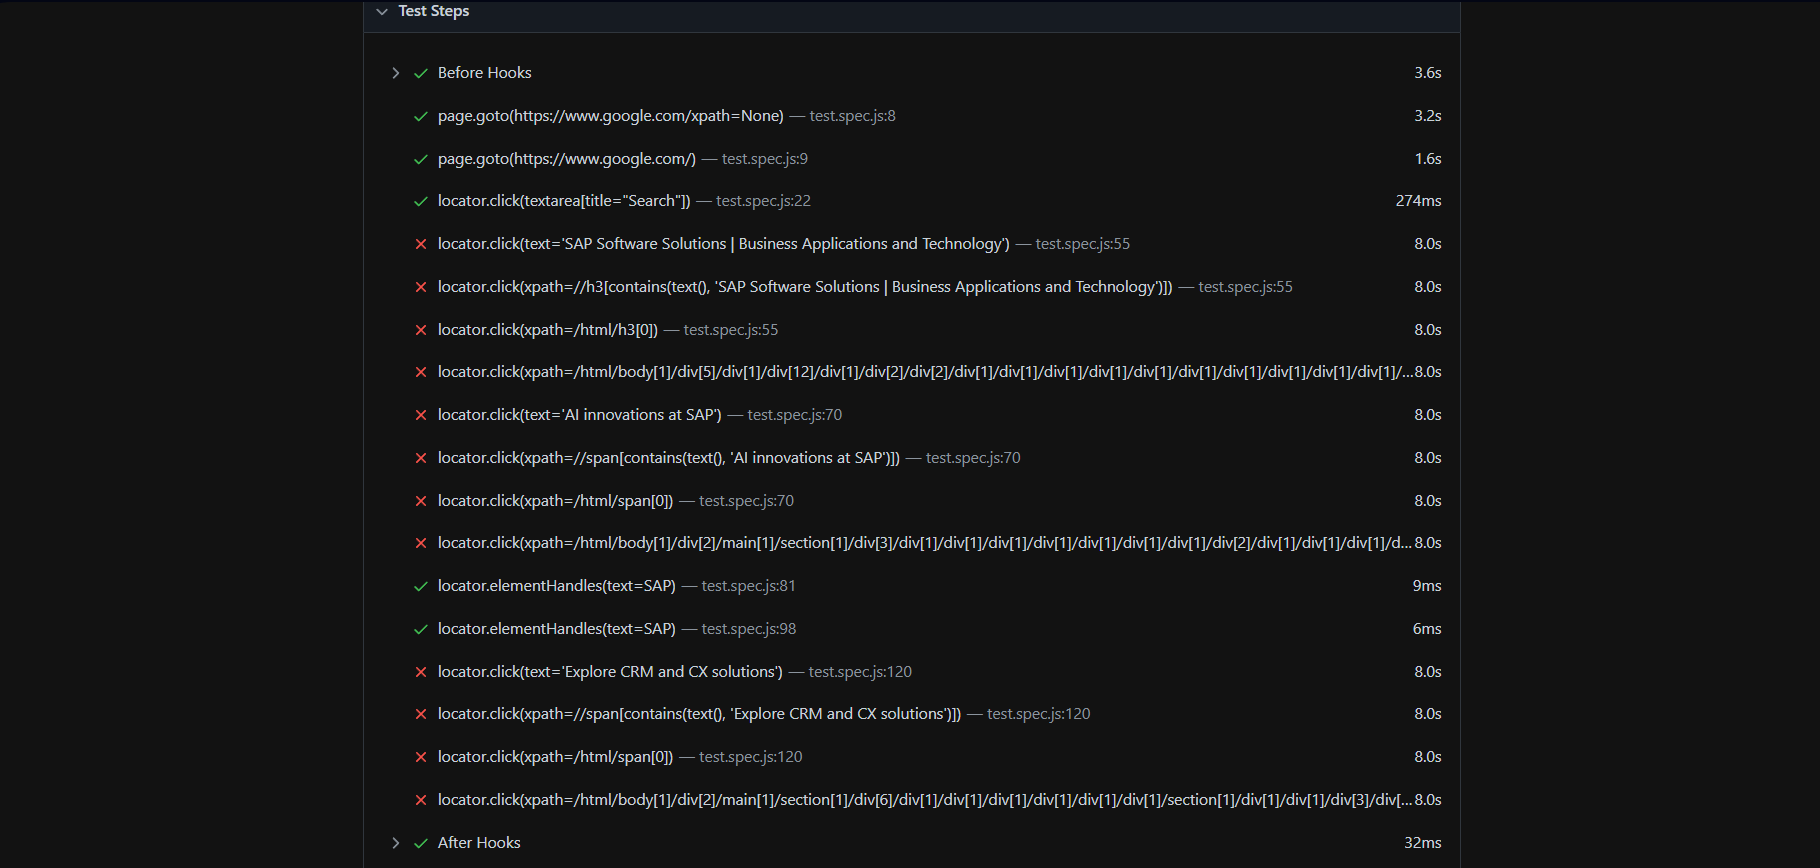 Test Steps
Before Hooks 3.6s
page.goto(https://www.google.com/xpath=None) — test.spec.js:8 3.2s
page.goto(https://www.google.com/) — test.spec.js:9 1.6s
locator.click(textarea[title="Search"]) — test.spec.js:22 274ms
locator.click(text='SAP Software Solutions | Business Applications and Technology') — test.spec.js:55 8.0s
locator.click(xpath=//h3[contains(text(), 'SAP Software Solutions | Business Applications and Technology')]) — test.spec.js:55 8.0s
locator.click(xpath=/html/h3[0]) — test.spec.js:55 8.0s
locator.click(xpath=/html/body[1]/div[5]/div[1]/div[12]/div[1]/div[2]/div[2]/div[1]/div[1]/div[1]/div[1]/div[1]/div[1]/div[1]/div[1]/div[1]/div[1]/... 8.0s
locator.click(text='AI innovations at SAP') — test.spec.js:70 8.0s
locator.click(xpath=//span[contains(text(), 'AI innovations at SAP')]) — test.spec.js:70 8.0s
locator.click(xpath=/html/span[0]) — test.spec.js:70 8.0s
locator.click(xpath=/html/body[1]/div[2]/main[1]/section[1]/div[3]/div[1]/div[1]/div[1]/div[1]/div[1]/div[1]/div[1]/div[2]/div[1]/div[1]/div[1]/d... 8.0s
locator.elementHandles(text=SAP) — test.spec.js:81 9ms
locator.elementHandles(text=SAP) — test.spec.js:98 6ms
locator.click(text='Explore CRM and CX solutions') — test.spec.js:120 8.0s
locator.click(xpath=//span[contains(text(), 'Explore CRM and CX solutions')]) — test.spec.js:120 8.0s
locator.click(xpath=/html/span[0]) — test.spec.js:120 8.0s
locator.click(xpath=/html/body[1]/div[2]/main[1]/section[1]/div[6]/div[1]/div[1]/div[1]/div[1]/div[1]/div[1]/section[1]/div[1]/div[1]/div[3]/div[... 8.0s
After Hooks 32ms